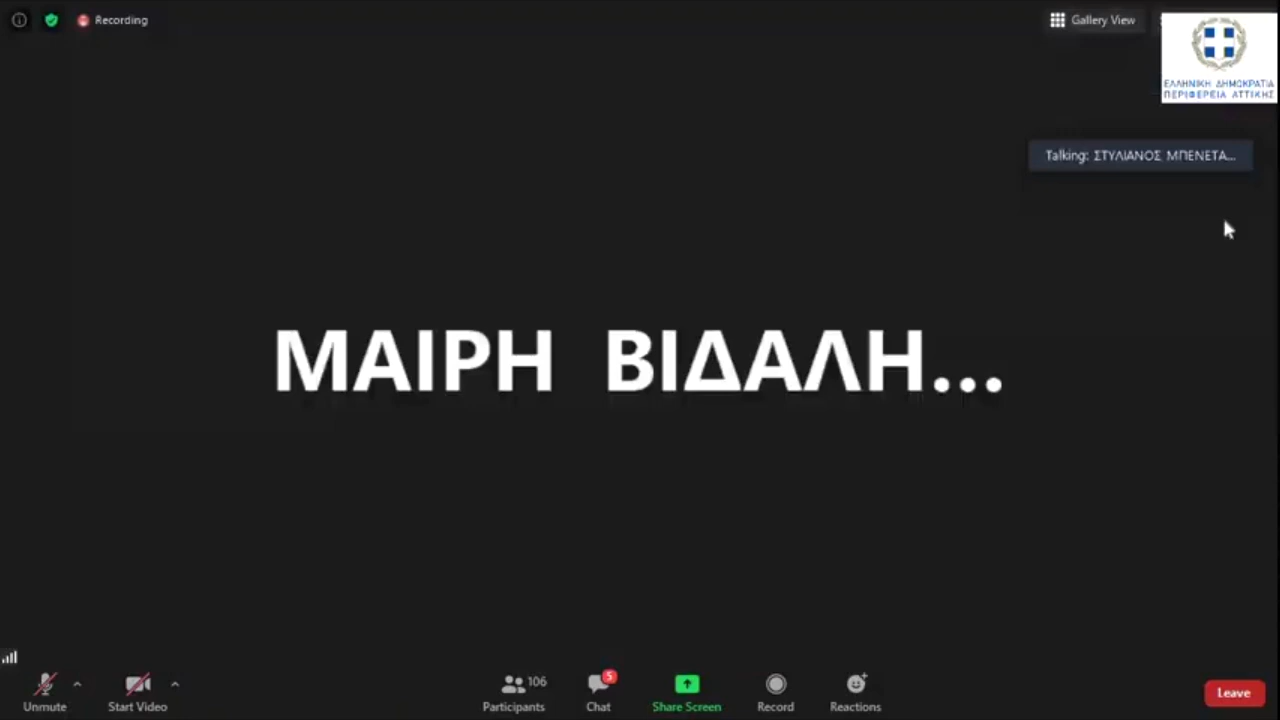 Recording
Gallery View
ΕΛΛΗΝΙΚΗ ΔΗΜΟΚΡΑΤΙΑ
ΠΕΡΙΦΕΡΕΙΑ ΑΤΤΙΚΗΣ
Talking: ΣΤΥΛΙΑΝΟΣ ΜΠΕΝΕΤΑ...
ΜΑΙΡΗ ΒΙΔΑΛΗ...
Unmute
Start Video
106
Participants
5
Chat
Share Screen
Record
Reactions
Leave